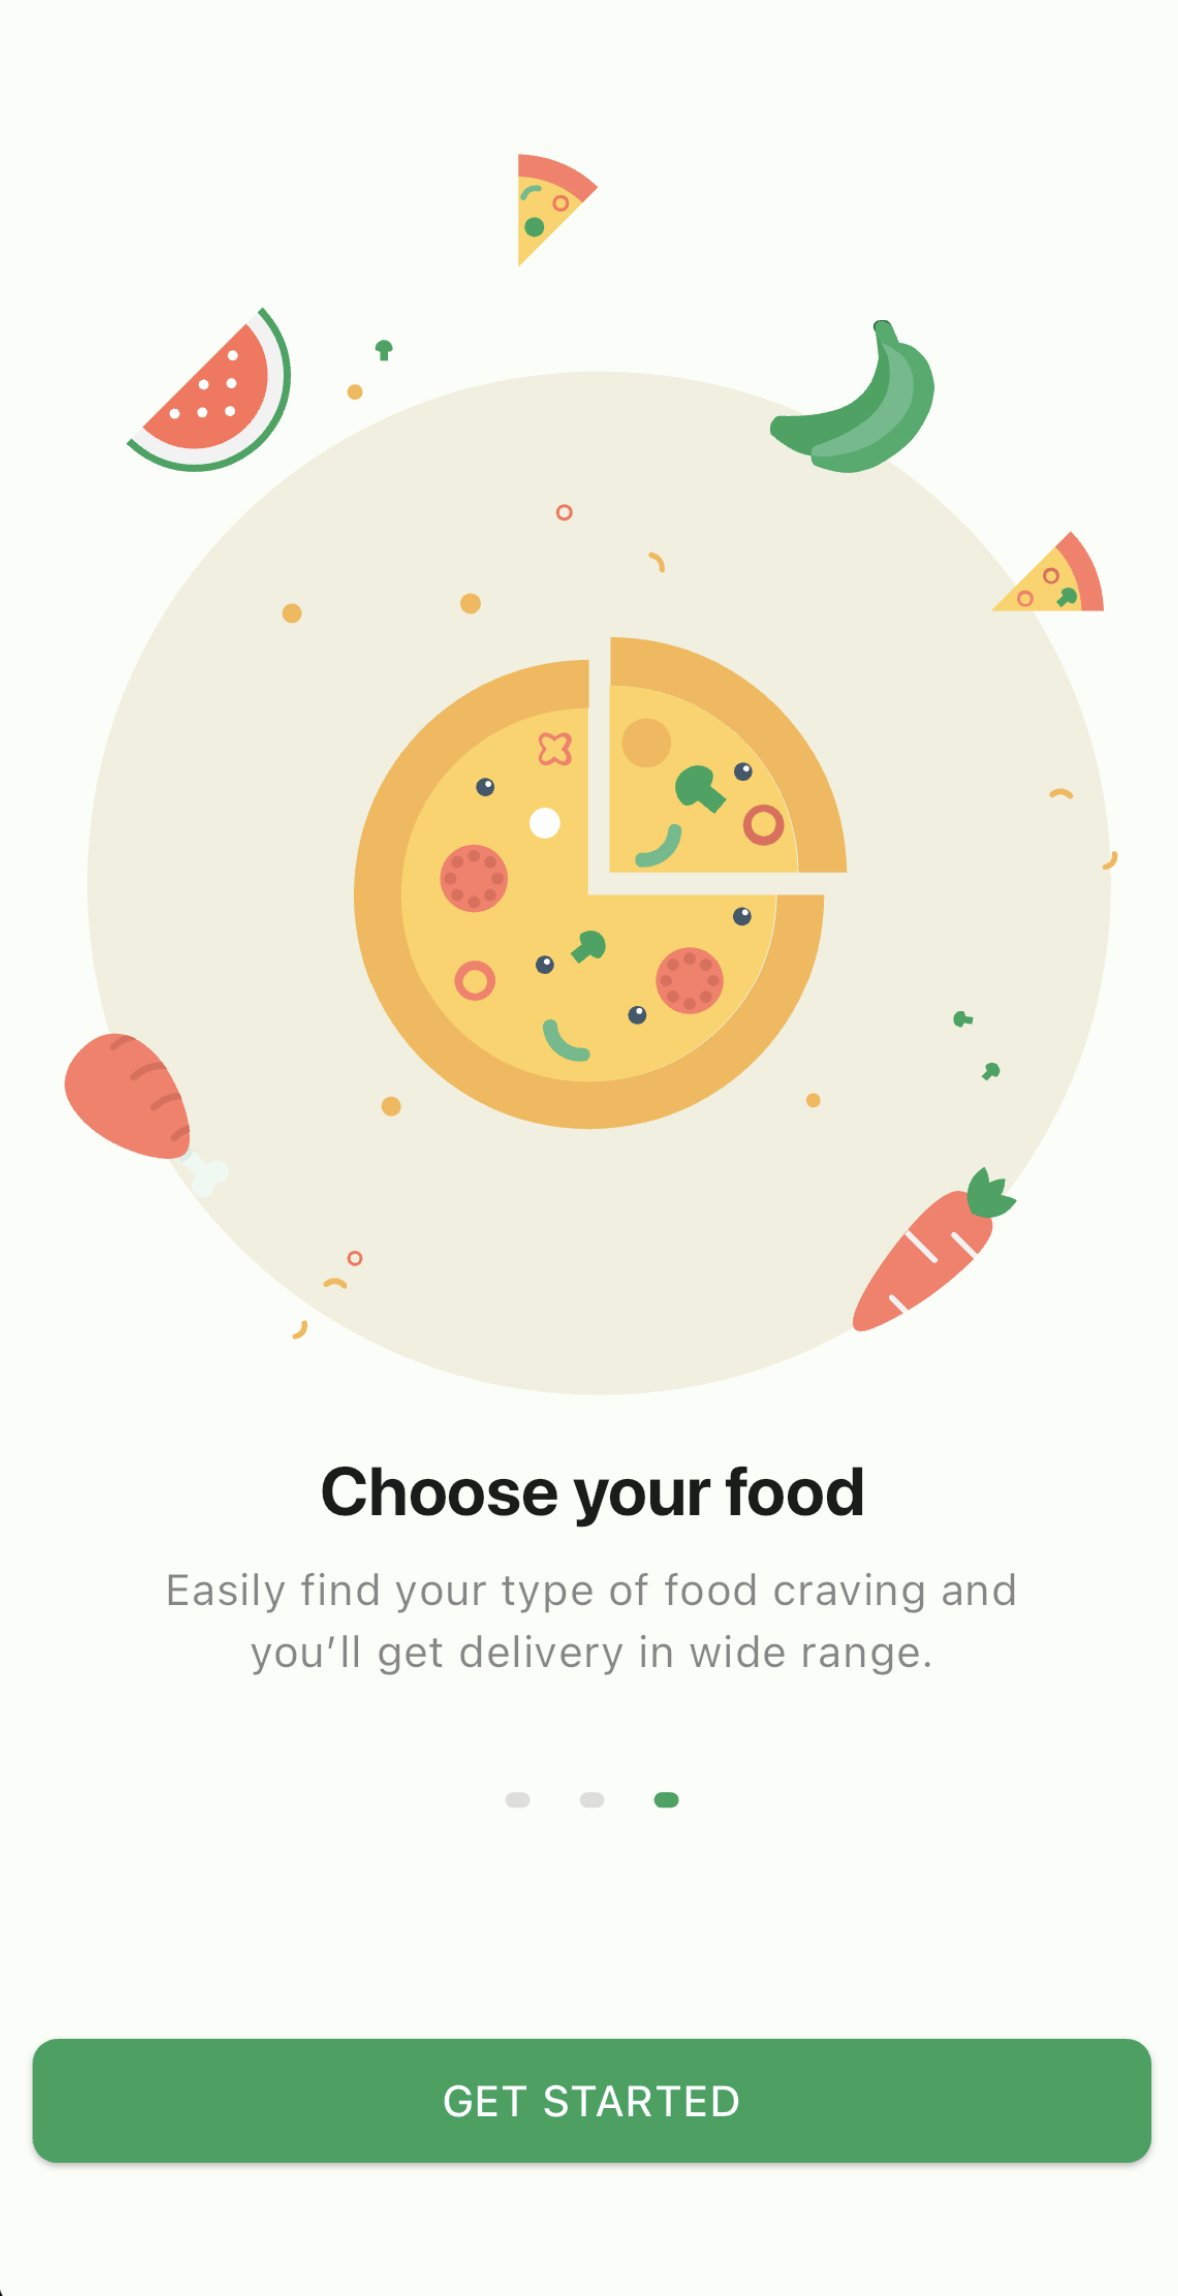 Choose your food
Easily find your type of food craving and
you’ll get delivery in wide range.
GET STARTED